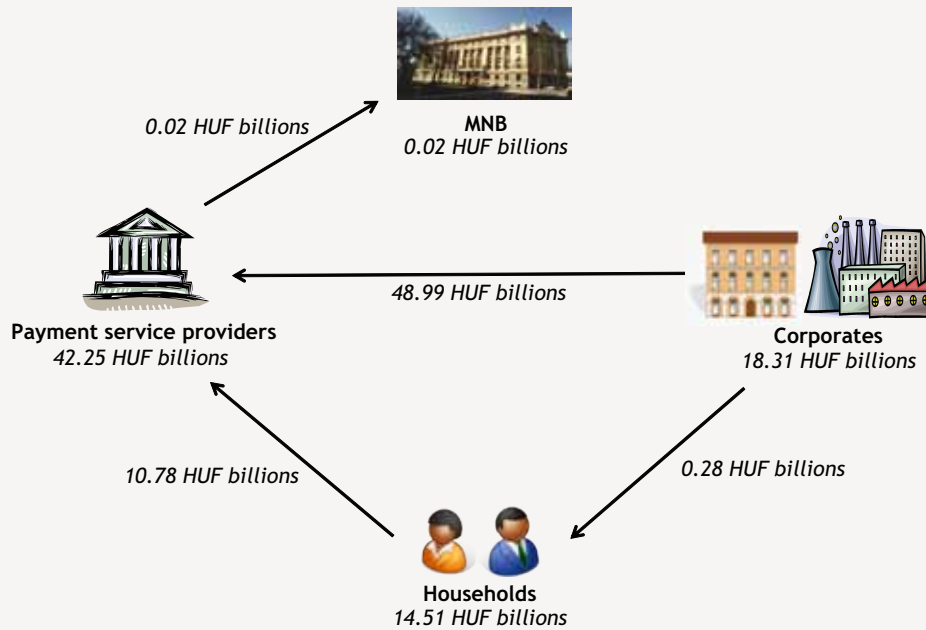 MNB
0.02 HUF billions
0.02 HUF billions
48.99 HUF billions
Payment service providers
42.25 HUF billions
Corporates
18.31 HUF billions
10.78 HUF billions
0.28 HUF billions
Households
14.51 HUF billions